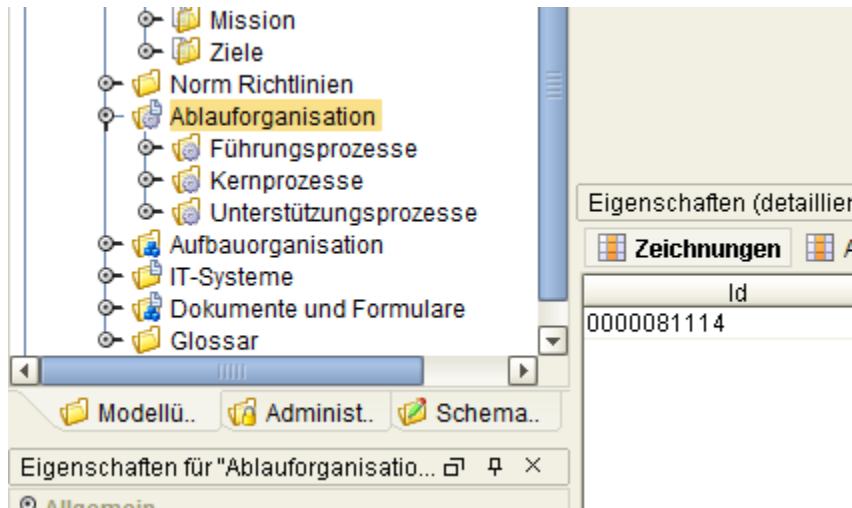 Mission
Ziele
Norm Richtlinien
Ablauforganisation
Führungsprozesse
Kernprozesse
Unterstützungsprozesse
Aufbauorganisation
IT-Systeme
Dokumente und Formulare
Glossar
Modellü.. Administ.. Schema..
Eigenschaften für "Ablauforganisatio...
Allgemein
Eigenschaften (detaillier
Zeichnungen A
Id
0000081114